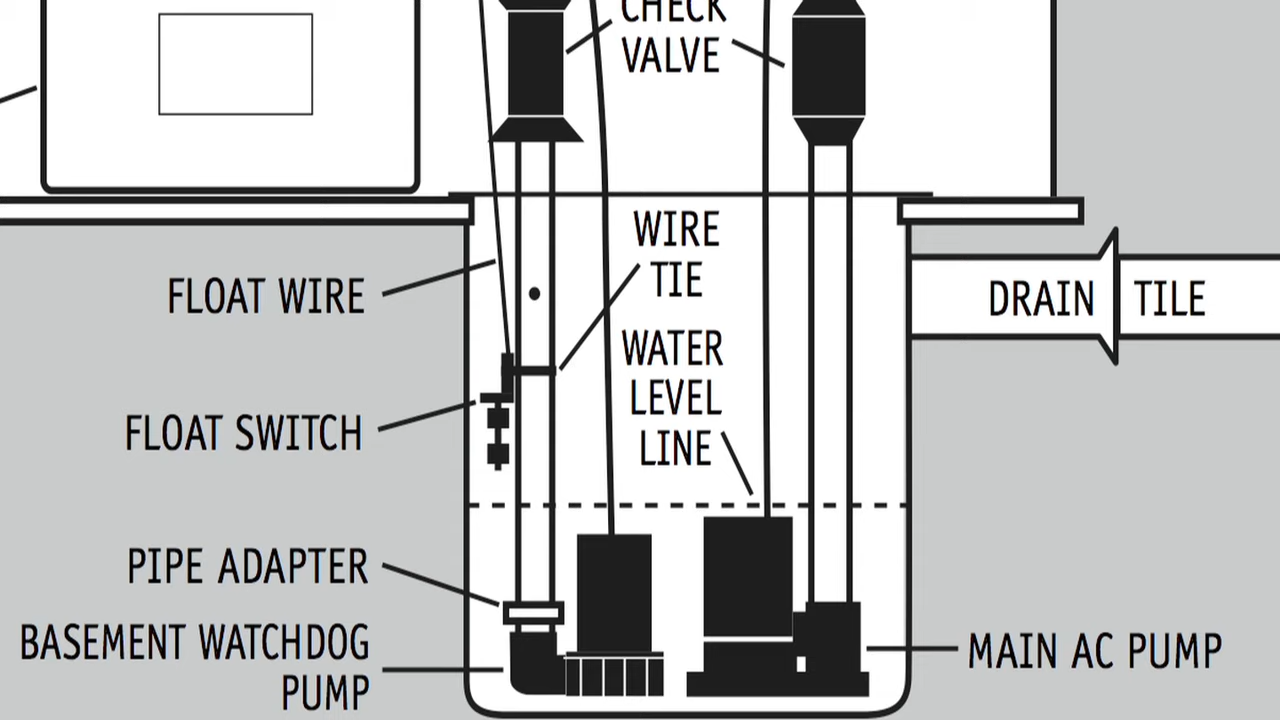 CHECK
VALVE
WIRE
TIE
FLOAT WIRE
DRAIN TILE
WATER
LEVEL
LINE
FLOAT SWITCH
PIPE ADAPTER
BASEMENT WATCHDOG
PUMP
MAIN AC PUMP